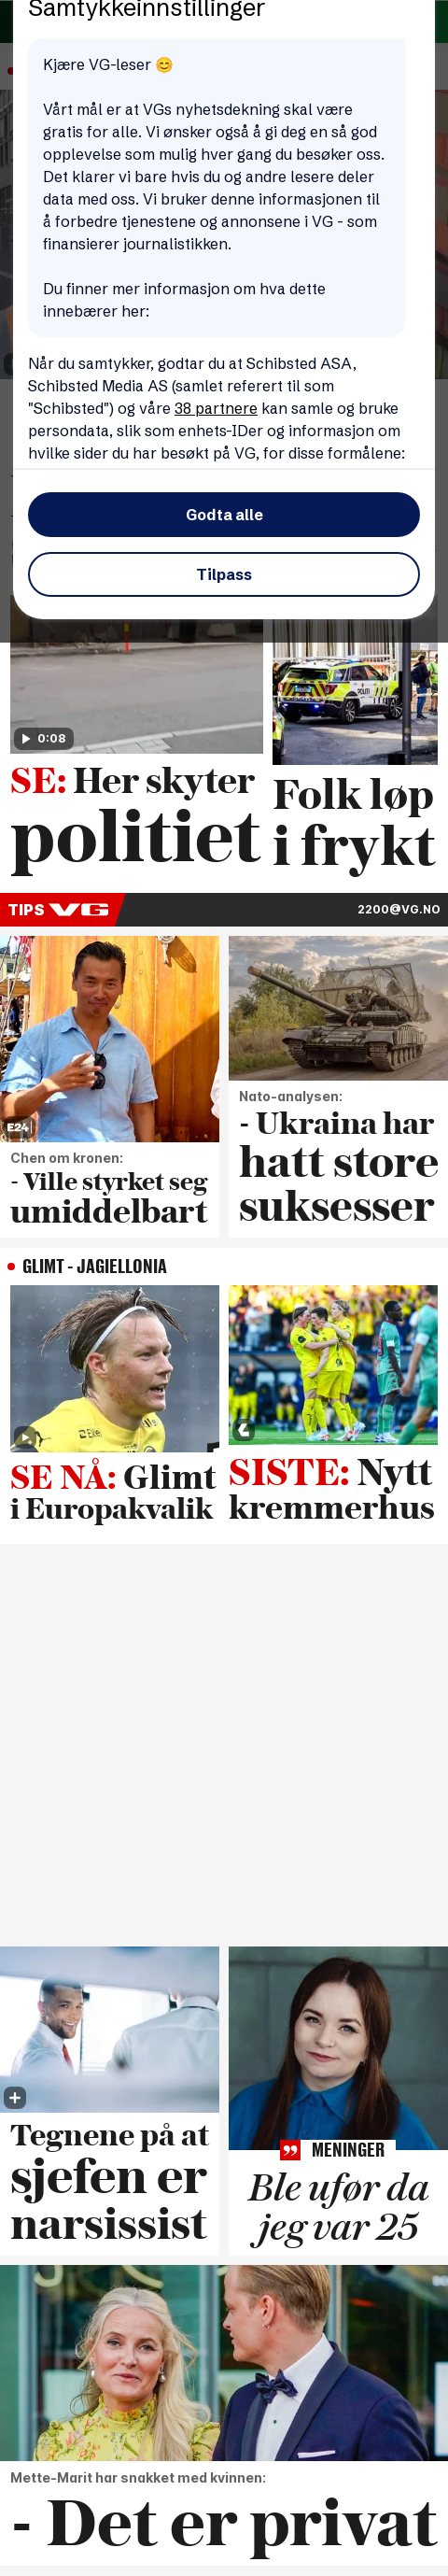 Samtykkeinnstillinger
Kjære VG-leser 😊
Vårt mål er at VGs nyhetsdekning skal være
gratis for alle. Vi ønsker også å gi deg en så god
opplevelse som mulig hver gang du besøker oss.
Det klarer vi bare hvis du og andre lesere deler
data med oss. Vi bruker denne informasjonen til
å forbedre tjenestene og annonsene i VG - som
finansierer journalistikken.
Du finner mer informasjon om hva dette
innebærer her:
Når du samtykker, godtar du at Schibsted ASA,
Schibsted Media AS (samlet referert til som
"Schibsted") og våre 38 partnere kan samle og bruke
persondata, slik som enhets-IDer og informasjon om
hvilke sider du har besøkt på VG, for disse formålene:
Godta alle
Tilpass
0:08
SE: Her skyter
politiet
POLITI
Folk løp
i frykt
TIPS VG
2200@VG.NO
E24
Chen om kronen:
- Ville styrket seg
umiddelbart
Nato-analysen:
- Ukraina har
hatt store
suksesser
GLIMT - JAGIELLONIA
SE NÅ: Glimt
i Europakvalik
SISTE: Nytt
kremmerhus
Tegnene på at
sjefen er
narsissist
MENINGER
Ble ufør da
jeg var 25
Mette-Marit har snakket med kvinnen:
- Det er privat